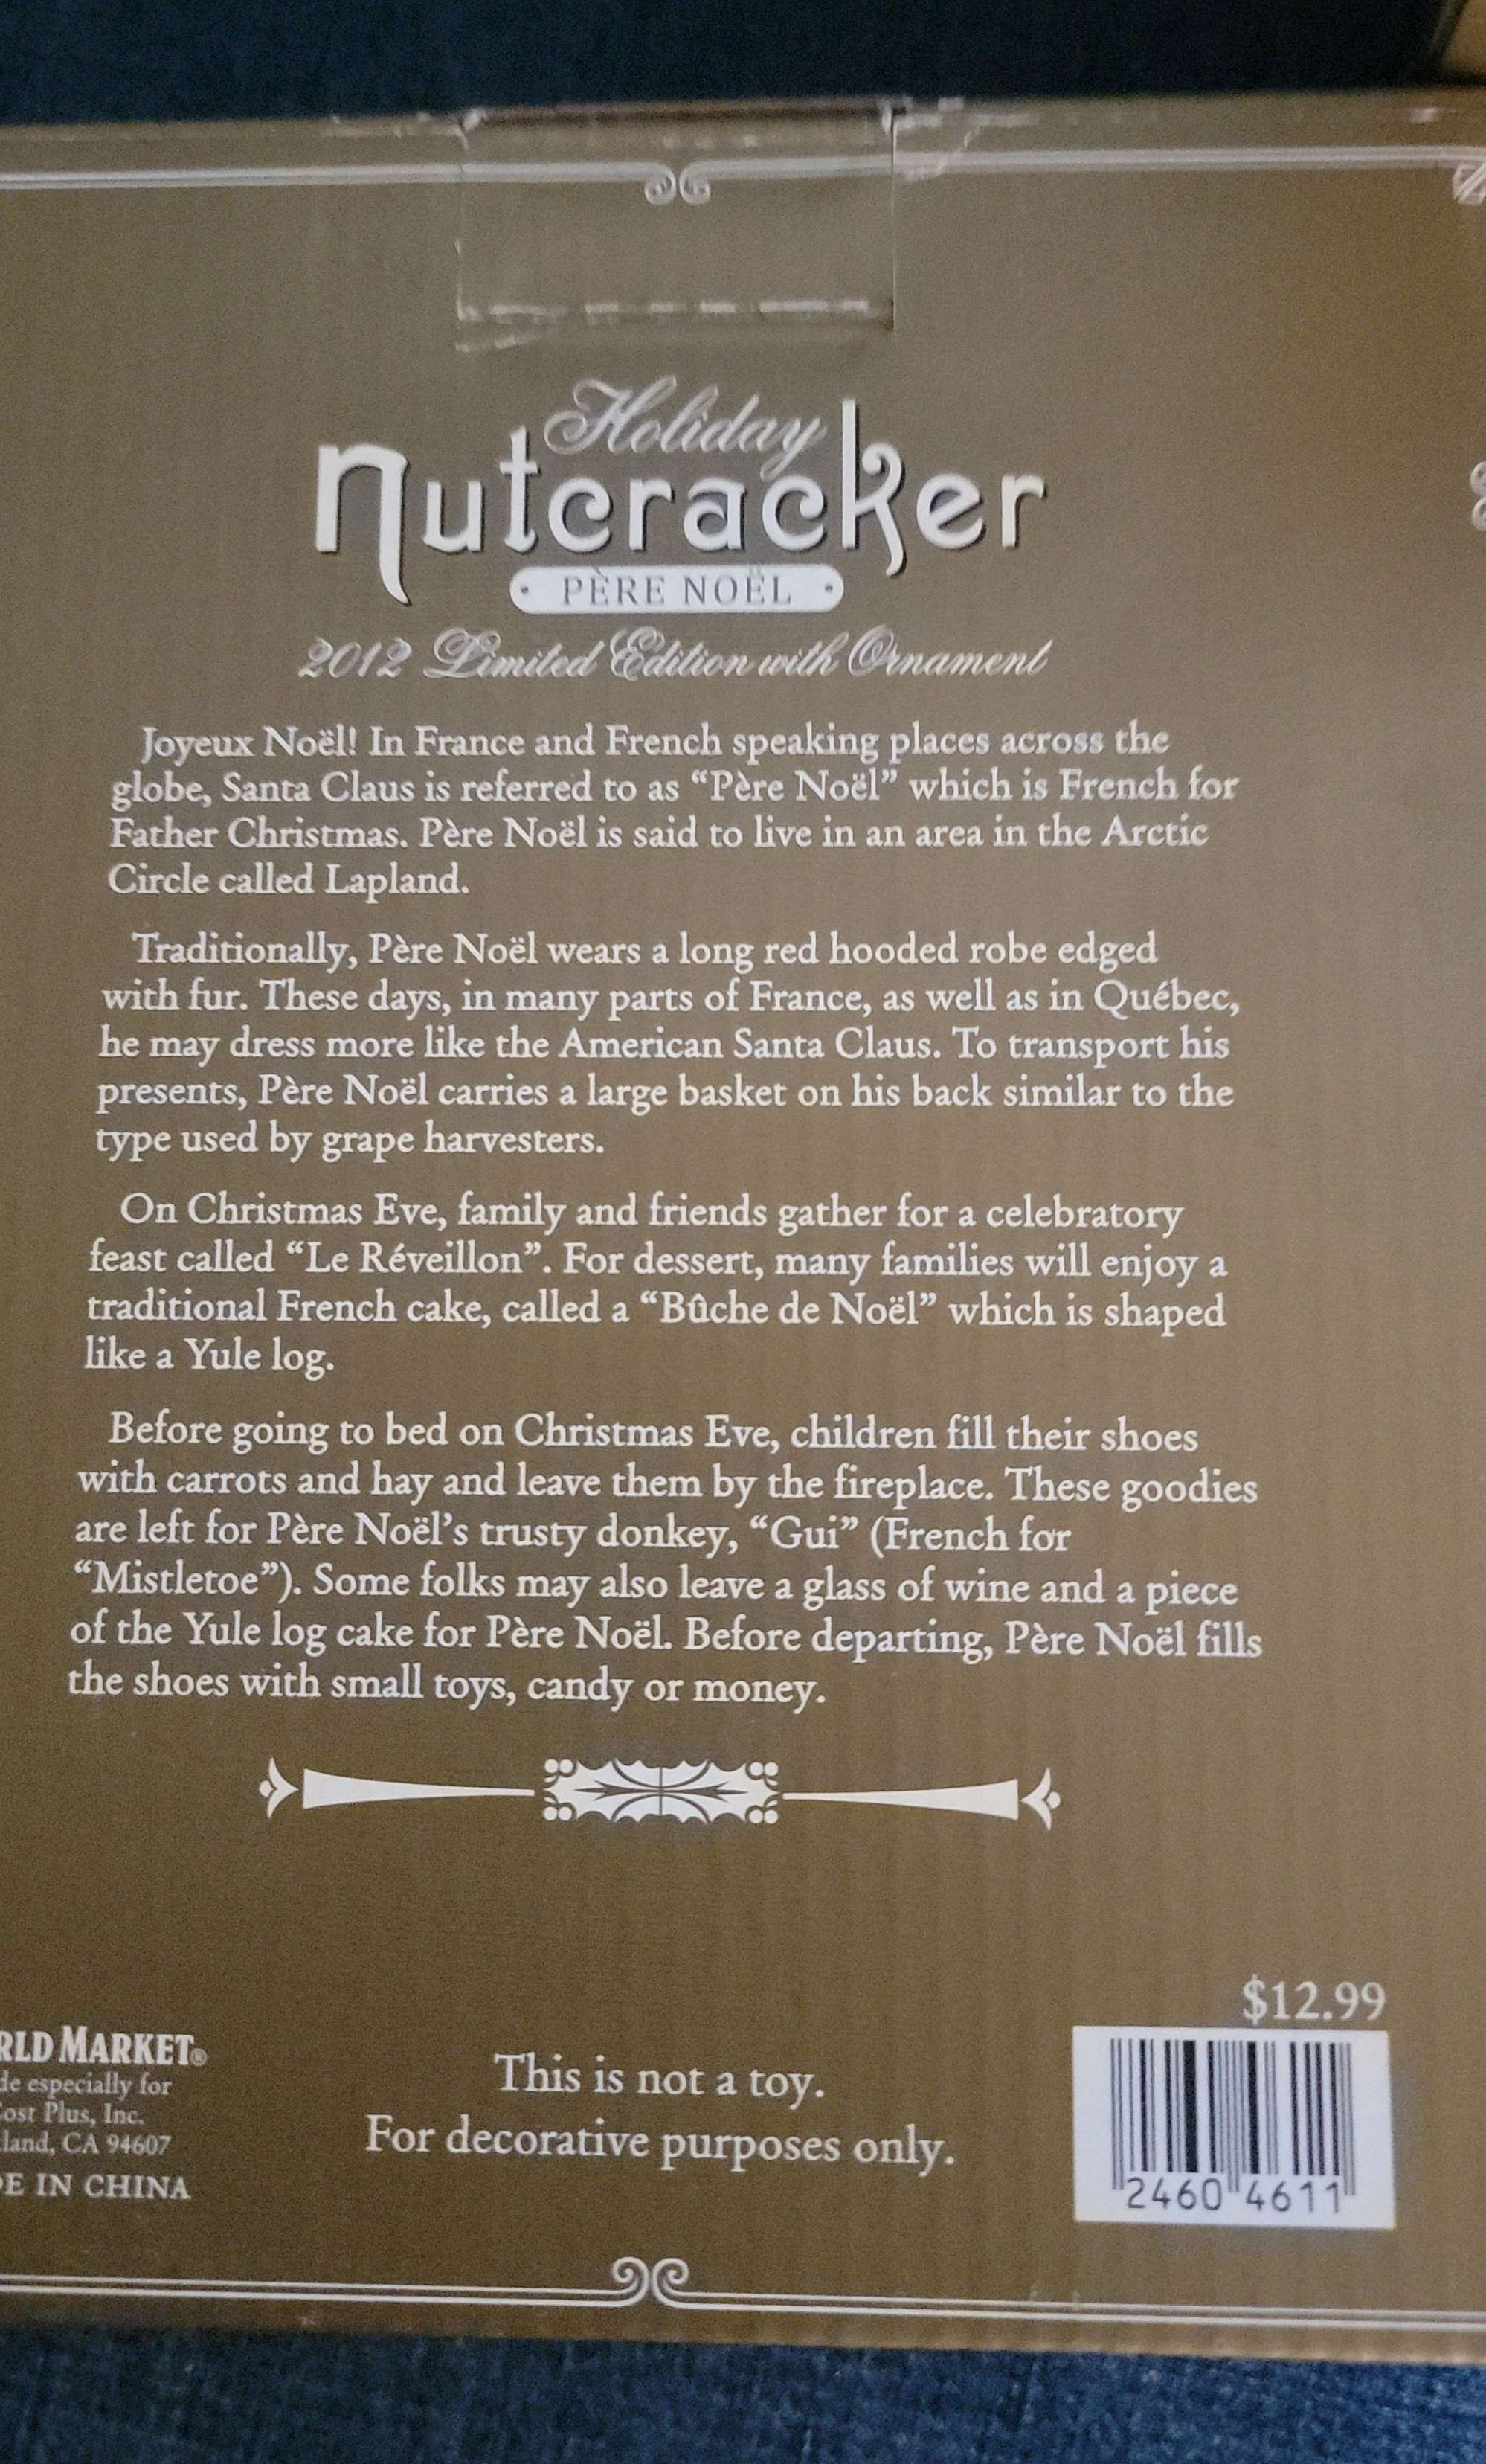 Holiday
nutcracker
• PÈRE NOËL •
2012 Limited Edition with Ornament
Joyeux Noël! In France and French speaking places across the
globe, Santa Claus is referred to as “Père Noël” which is French for
Father Christmas. Père Noël is said to live in an area in the Arctic
Circle called Lapland.
Traditionally, Père Noël wears a long red hooded robe edged
with fur. These days, in many parts of France, as well as in Québec,
he may dress more like the American Santa Claus. To transport his
presents, Père Noël carries a large basket on his back similar to the
type used by grape harvesters.
On Christmas Eve, family and friends gather for a celebratory
feast called “Le Réveillon”. For dessert, many families will enjoy a
traditional French cake, called a “Bûche de Noël” which is shaped
like a Yule log.
Before going to bed on Christmas Eve, children fill their shoes
with carrots and hay and leave them by the fireplace. These goodies
are left for Père Noël’s trusty donkey, “Gui” (French for
“Mistletoe”). Some folks may also leave a glass of wine and a piece
of the Yule log cake for Père Noël. Before departing, Père Noël fills
the shoes with small toys, candy or money.
RLD MARKET®
de especially for
Cost Plus, Inc.
land, CA 94607
DE IN CHINA
This is not a toy.
For decorative purposes only.
$12.99
2460 4611